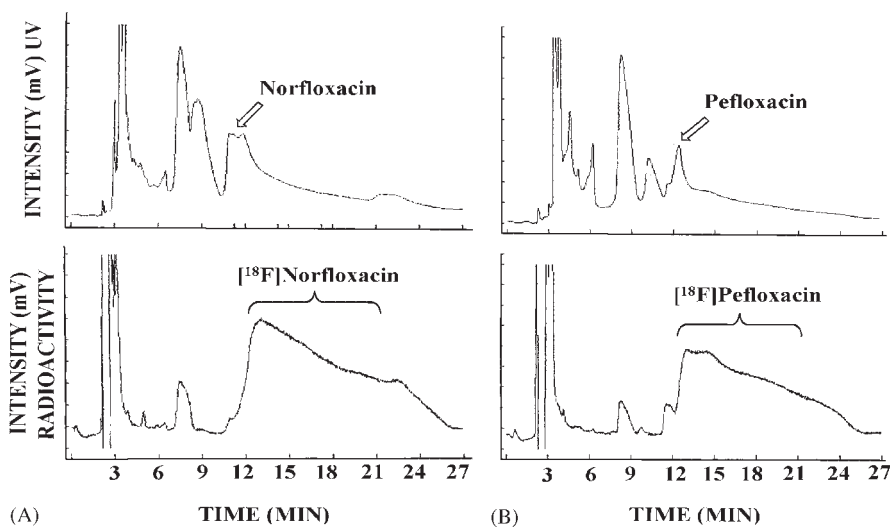 INTENSITY (mV) UV
Norfloxacin
Pefloxacin
INTENSITY (mV)
RADIOACTIVITY
[¹⁸F]Norfloxacin
[¹⁸F]Pefloxacin
3 6 9 12 15 18 21 24 27
3 6 9 12 15 18 21 24 27
(A) TIME (MIN)
(B) TIME (MIN)